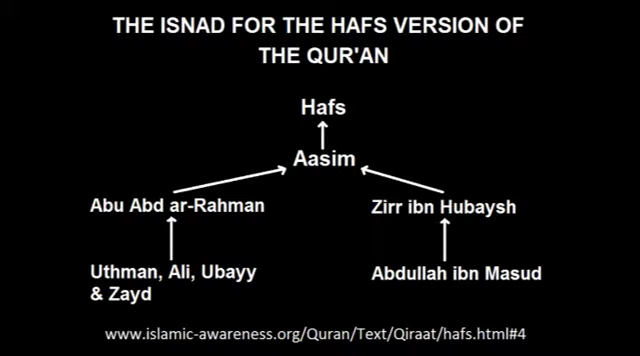 THE ISNAD FOR THE HAFS VERSION OF
THE QUR'AN
Hafs
Aasim
Abu Abd ar-Rahman
Zirr ibn Hubaysh
Uthman, Ali, Ubayy
& Zayd
Abdullah ibn Masud
www.islamic-awareness.org/Quran/Text/Qiraat/hafs.html#4